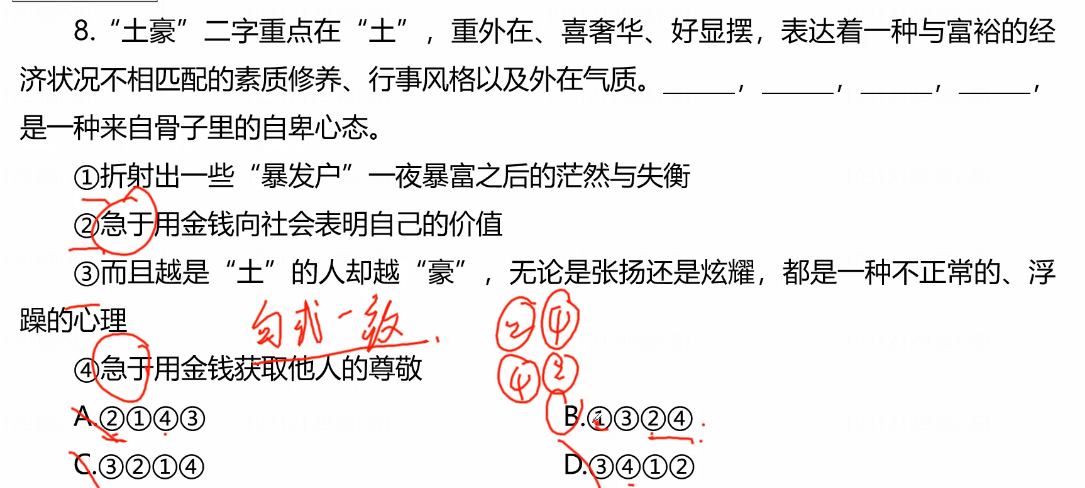 8.“土豪”二字重点在“土”，重外在、喜奢华、好显摆，表达着一种与富裕的经
济状况不相匹配的素质修养、行事风格以及外在气质。______，______，______，______，
是一种来自骨子里的自卑心态。
①折射出一些“暴发户”一夜暴富之后的茫然与失衡
②急于用金钱向社会表明自己的价值
③而且越是“土”的人却越“豪”，无论是张扬还是炫耀，都是一种不正常的、浮
躁的心理
句式一致. ②④
④急于用金钱获取他人的尊敬 ④②
A.②①④③ B.①③②④
C.③②①④ D.③④①②